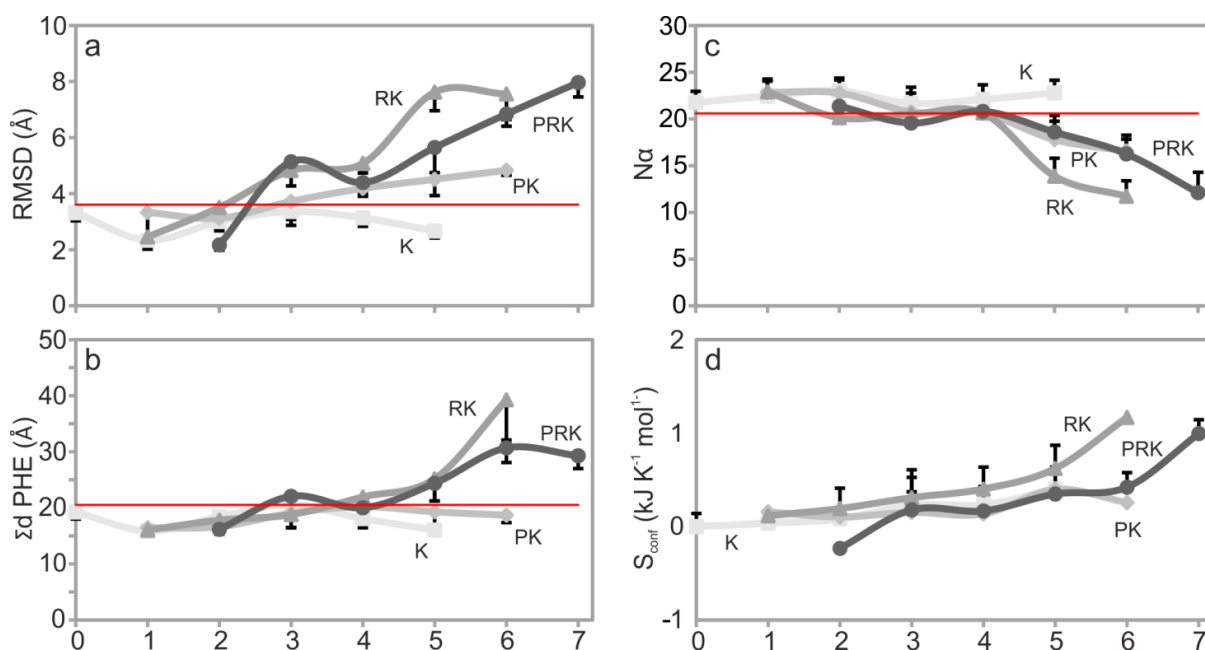 10
8
6
4
2
0
RMSD (Å)
a
RK
PRK
PK
K
30
25
20
15
10
5
0
Nα
c
K
PK
PRK
RK
50
40
30
20
10
0
Σd PHE (Å)
b
RK
PRK
K
PK
0 1 2 3 4 5 6 7
2
1
0
-1
S_conf (kJ K⁻¹ mol¹⁻)
d
RK
PRK
K
PK
0 1 2 3 4 5 6 7